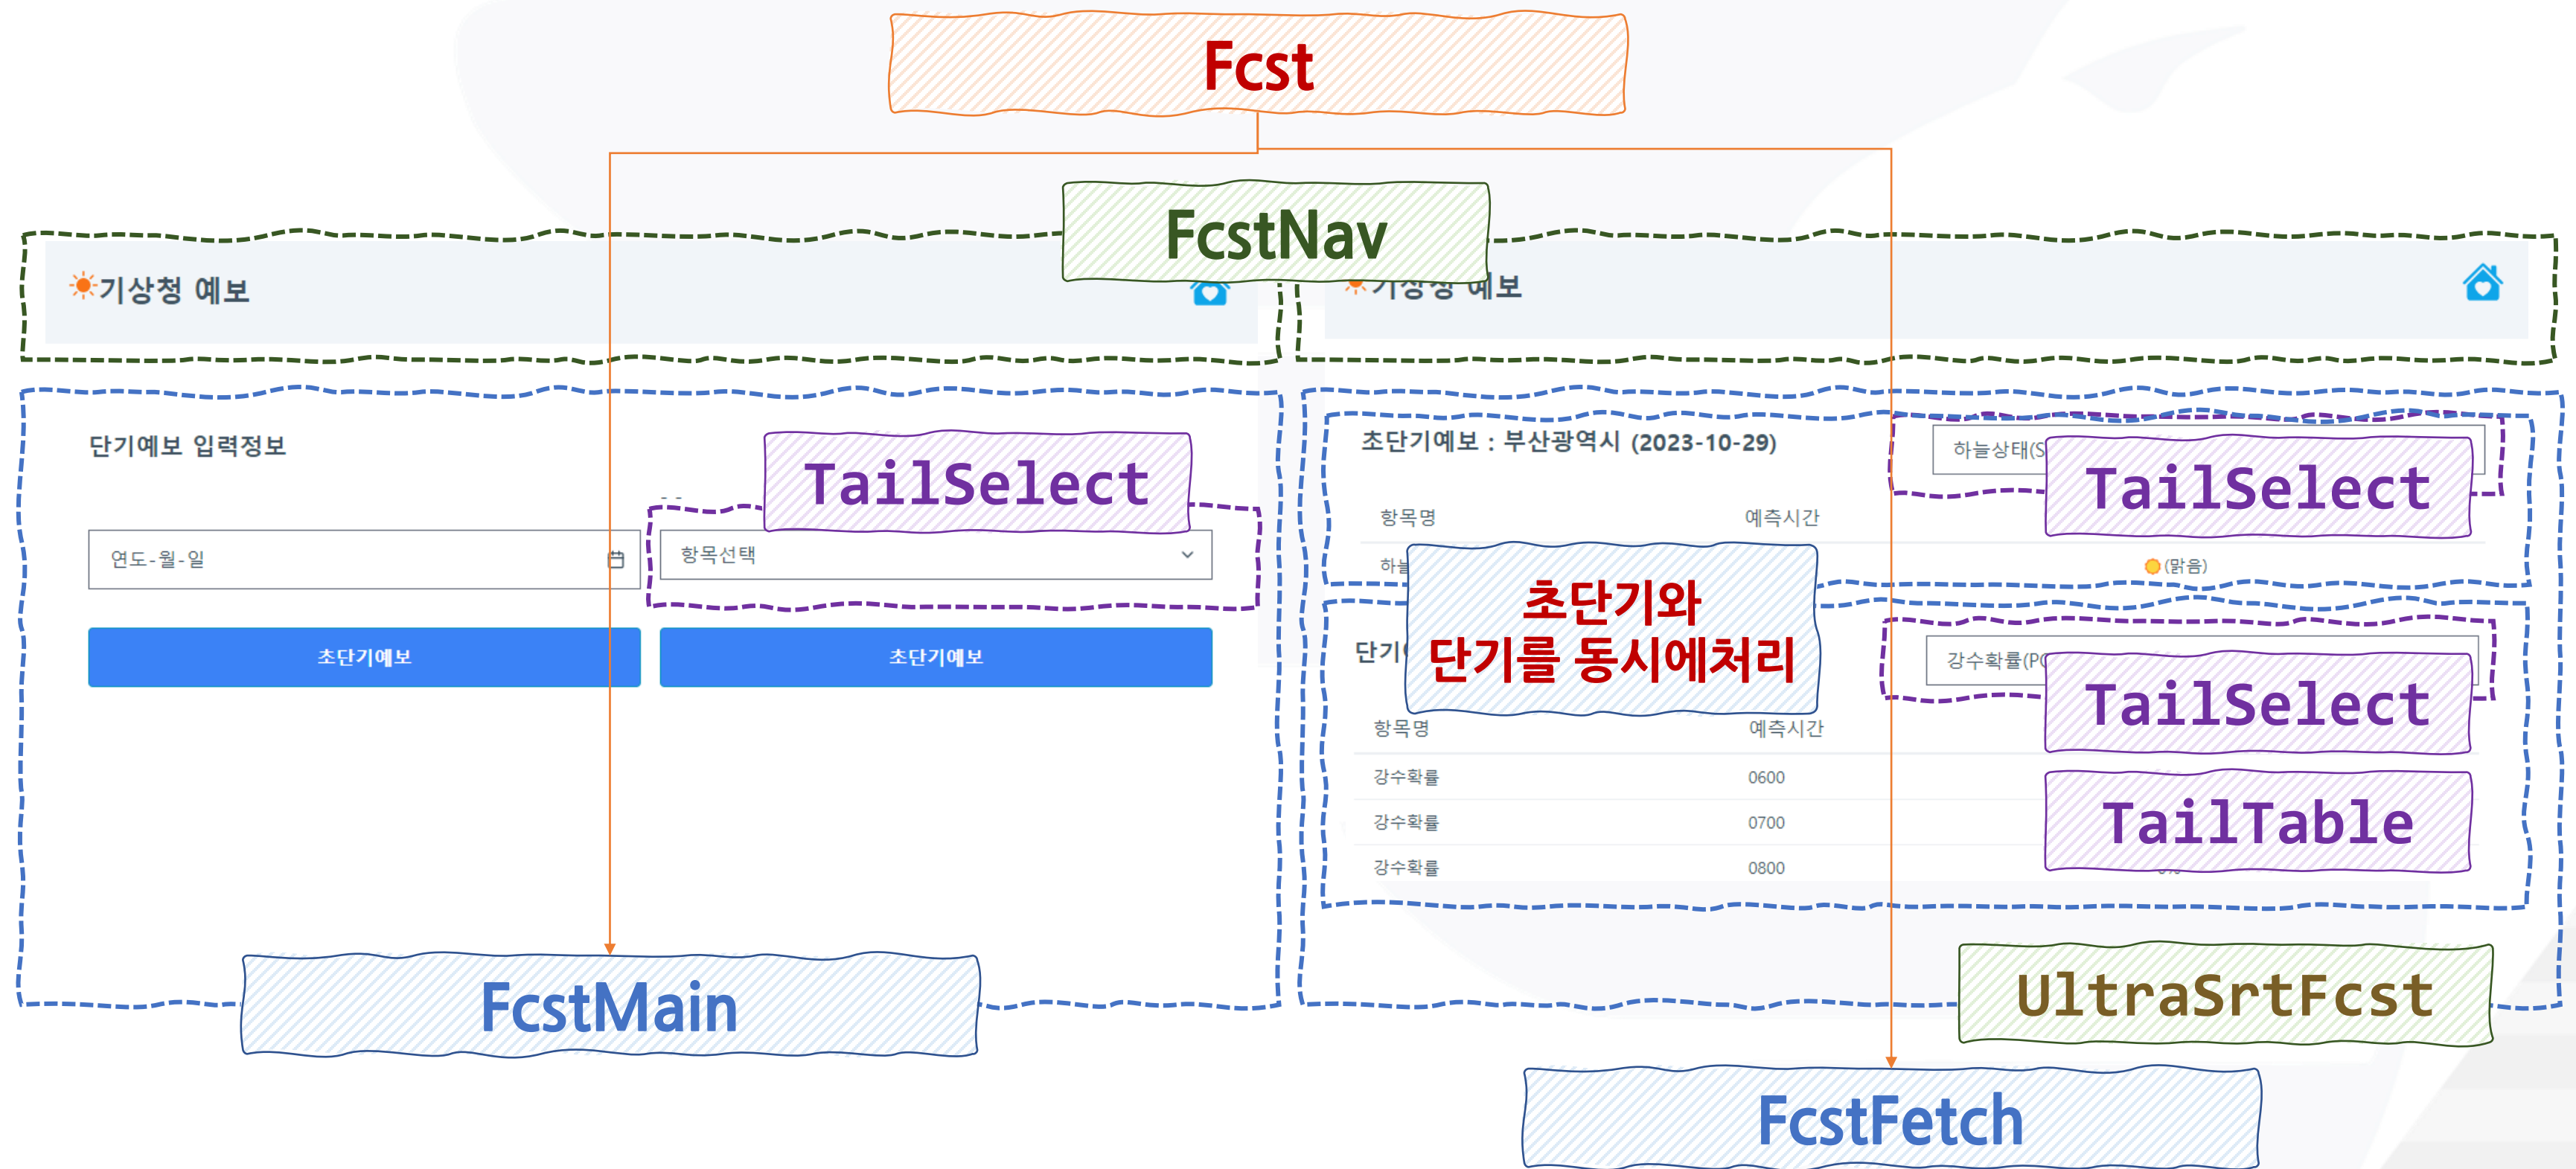 Fcst
FcstNav
기상청 예보
기상청 예보
단기예보 입력정보
TailSelect
연도-월-일
항목선택
초단기예보
초단기예보
FcstMain
초단기예보 : 부산광역시 (2023-10-29)
하늘상태(S
TailSelect
항목명 예측시간
하늘
(맑음)
초단기와
단기를 동시에처리
단기
강수확률(PO
TailSelect
항목명 예측시간
강수확률 0600
강수확률 0700
강수확률 0800
TailTable
UltraSrtFcst
FcstFetch